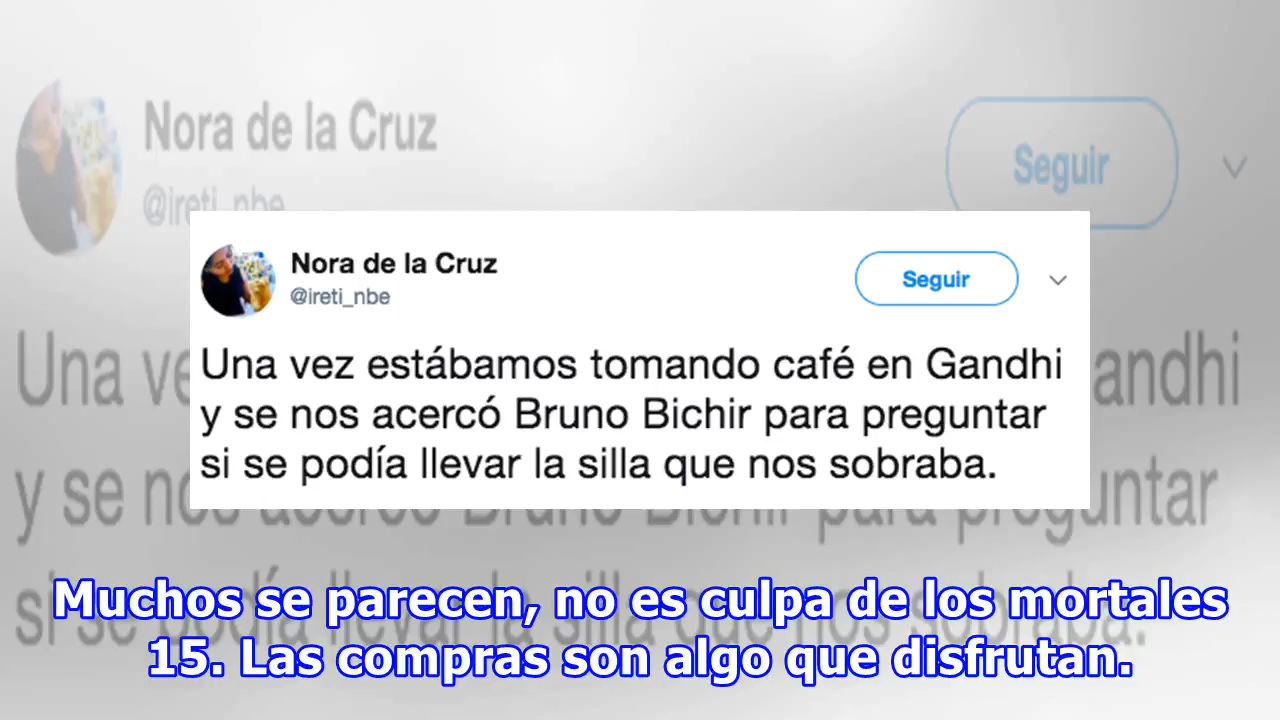 Nora de la Cruz
@ireti_nbe
Seguir
Una vez estábamos tomando café en Gandhi
y se nos acercó Bruno Bichir para preguntar
si se podía llevar la silla que nos sobraba.
Muchos se parecen, no es culpa de los mortales
15. Las compras son algo que disfrutan.